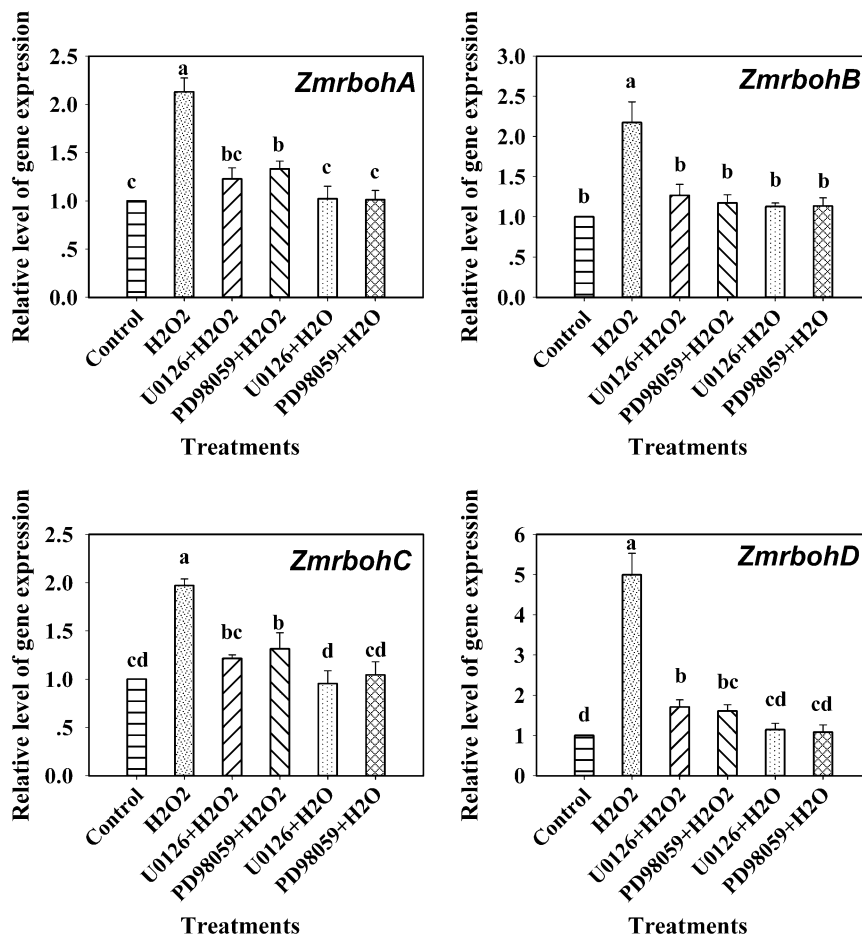 Relative level of gene expression
2.5
2.0
1.5
1.0
.5
0.0
ZmrbohA
c
a
bc
b
c
c
Control
H2O2
U0126+H2O2
PD98059+H2O2
U0126+H2O
PD98059+H2O
Treatments
Relative level of gene expression
3.0
2.5
2.0
1.5
1.0
.5
0.0
ZmrbohB
b
a
b
b
b
b
Control
H2O2
U0126+H2O2
PD98059+H2O2
U0126+H2O
PD98059+H2O
Treatments
Relative level of gene expression
2.5
2.0
1.5
1.0
.5
0.0
ZmrbohC
cd
a
bc
b
d
cd
Control
H2O2
U0126+H2O2
PD98059+H2O2
U0126+H2O
PD98059+H2O
Treatments
Relative level of gene expression
6
5
4
3
2
1
0
ZmrbohD
d
a
b
bc
cd
cd
Control
H2O2
U0126+H2O2
PD98059+H2O2
U0126+H2O
PD98059+H2O
Treatments